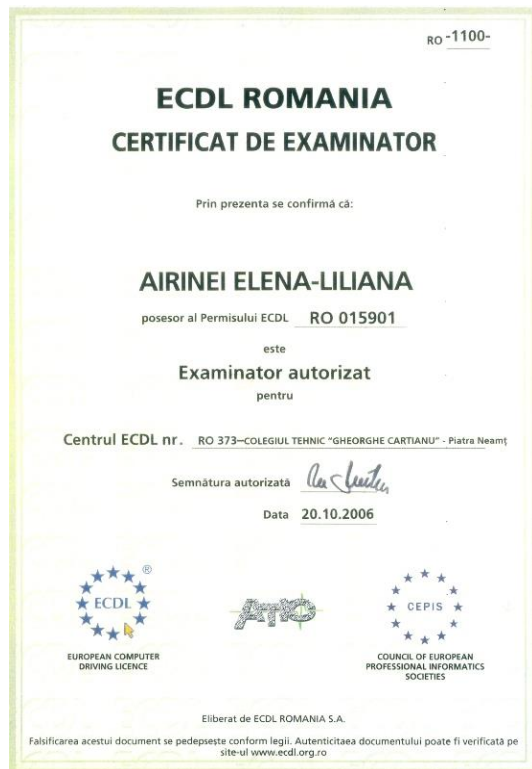 RO -1100-
ECDL ROMANIA
CERTIFICAT DE EXAMINATOR
Prin prezenta se confirmă că:
AIRINEI ELENA-LILIANA
posesor al Permisului ECDL RO 015901
este
Examinator autorizat
pentru
Centrul ECDL nr. RO 373-COLEGIUL TEHNIC "GHEORGHE CARTIANU" - Piatra Neamț
Semnătura autorizată
Data 20.10.2006
ECDL ®
EUROPEAN COMPUTER
DRIVING LICENCE
ATIC
CEPIS
COUNCIL OF EUROPEAN
PROFESSIONAL INFORMATICS
SOCIETIES
Eliberat de ECDL ROMANIA S.A.
Falsificarea acestui document se pedepsește conform legii. Autenticitaea documentului poate fi verificată pe
site-ul www.ecdl.org.ro